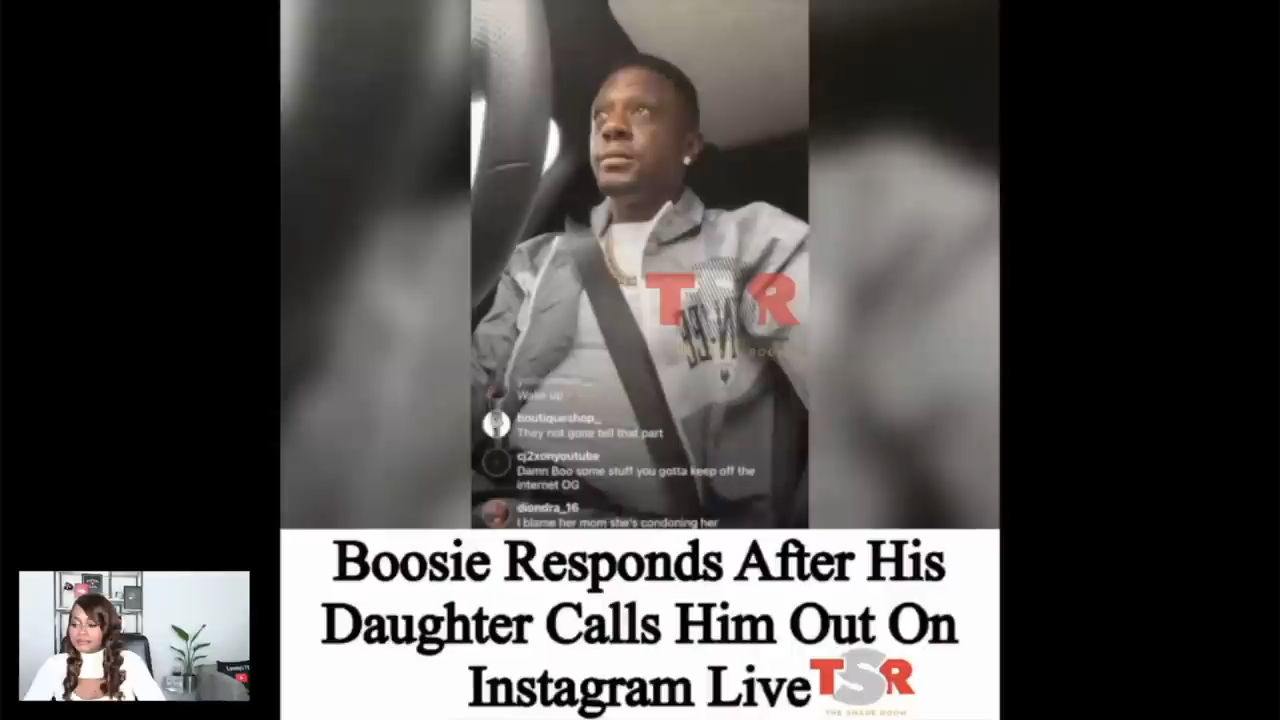 T R
Wake up
boutiqueshop_
They not gone tell that part
cj2xonyoutube
Damn Boo some stuff you gotta keep off the
internet OG
diondra_16
I blame her mom she's condoning her
Boosie Responds After His
Daughter Calls Him Out On
Instagram Live
TSR
THE SHADE ROOM